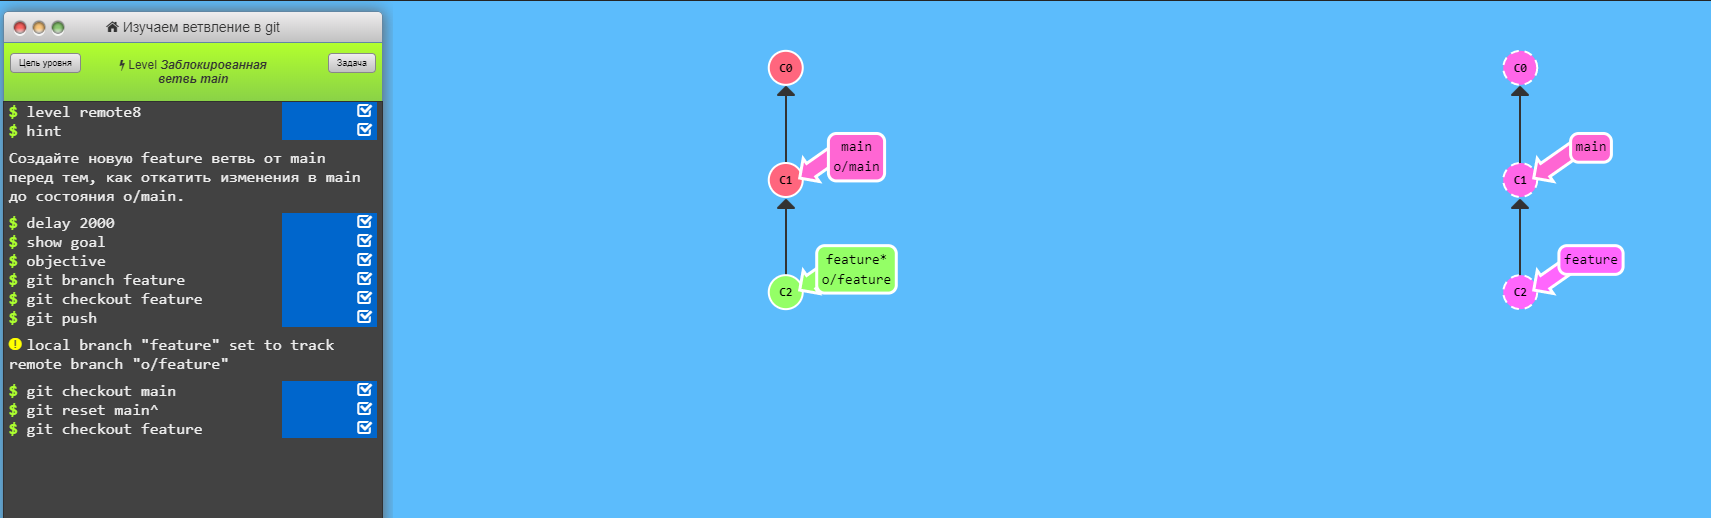 Изучаем ветвление в git
Цель уровня
Level Заблокированная
ветвь main
Задача
$ level remote8
$ hint
Создайте новую feature ветвь от main
перед тем, как откатить изменения в main
до состояния o/main.
$ delay 2000
$ show goal
$ objective
$ git branch feature
$ git checkout feature
$ git push
local branch "feature" set to track
remote branch "o/feature"
$ git checkout main
$ git reset main^
$ git checkout feature
C0
main
o/main
C1
feature*
o/feature
C2
C0
main
C1
feature
C2